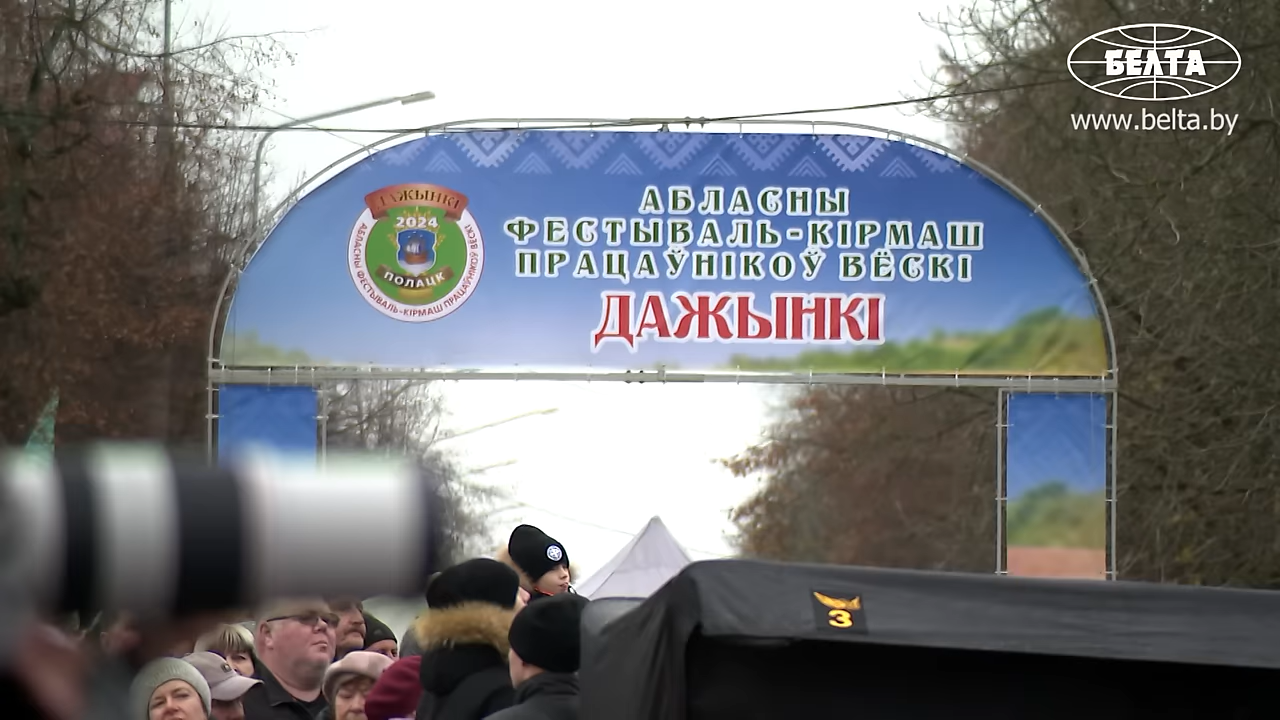 БЕЛТА
www.belta.by
АБЛАСНЫ
ФЕСТЫВАЛЬ-КІРМАШ
ПРАЦАЎНІКОЎ ВЁСКІ
ДАЖЫНКІ
ДАЖЫНКІ
2024
ПОЛАЦК
АБЛАСНЫ ФЕСТЫВАЛЬ-КІРМАШ ПРАЦАЎНІКОЎ ВЁСКІ
3